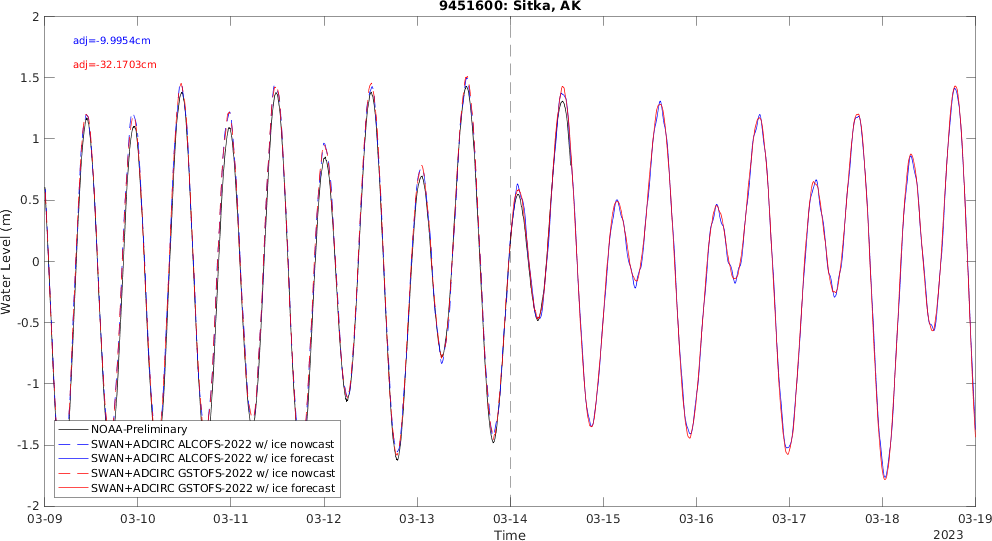 9451600: Sitka, AK
adj=-9.9954cm
adj=-32.1703cm
Water Level (m)
2
1.5
1
0.5
0
-0.5
-1
-1.5
-2
NOAA-Preliminary
SWAN+ADCIRC ALCOFS-2022 w/ ice nowcast
SWAN+ADCIRC ALCOFS-2022 w/ ice forecast
SWAN+ADCIRC GSTOFS-2022 w/ ice nowcast
SWAN+ADCIRC GSTOFS-2022 w/ ice forecast
03-09 03-10 03-11 03-12 03-13 03-14 03-15 03-16 03-17 03-18 03-19
Time
2023